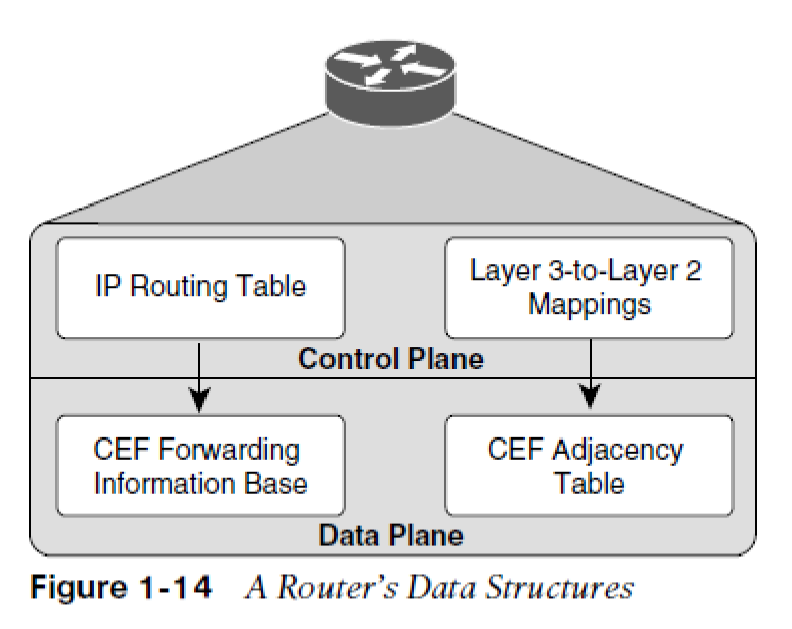 IP Routing Table
Layer 3-to-Layer 2
Mappings
Control Plane
CEF Forwarding
Information Base
CEF Adjacency
Table
Data Plane
Figure 1-14 A Router's Data Structures